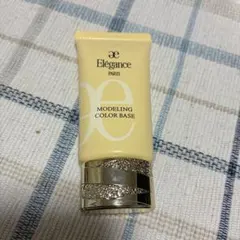 æ
Elégance
PARIS
MODELING
COLOR BASE
æ